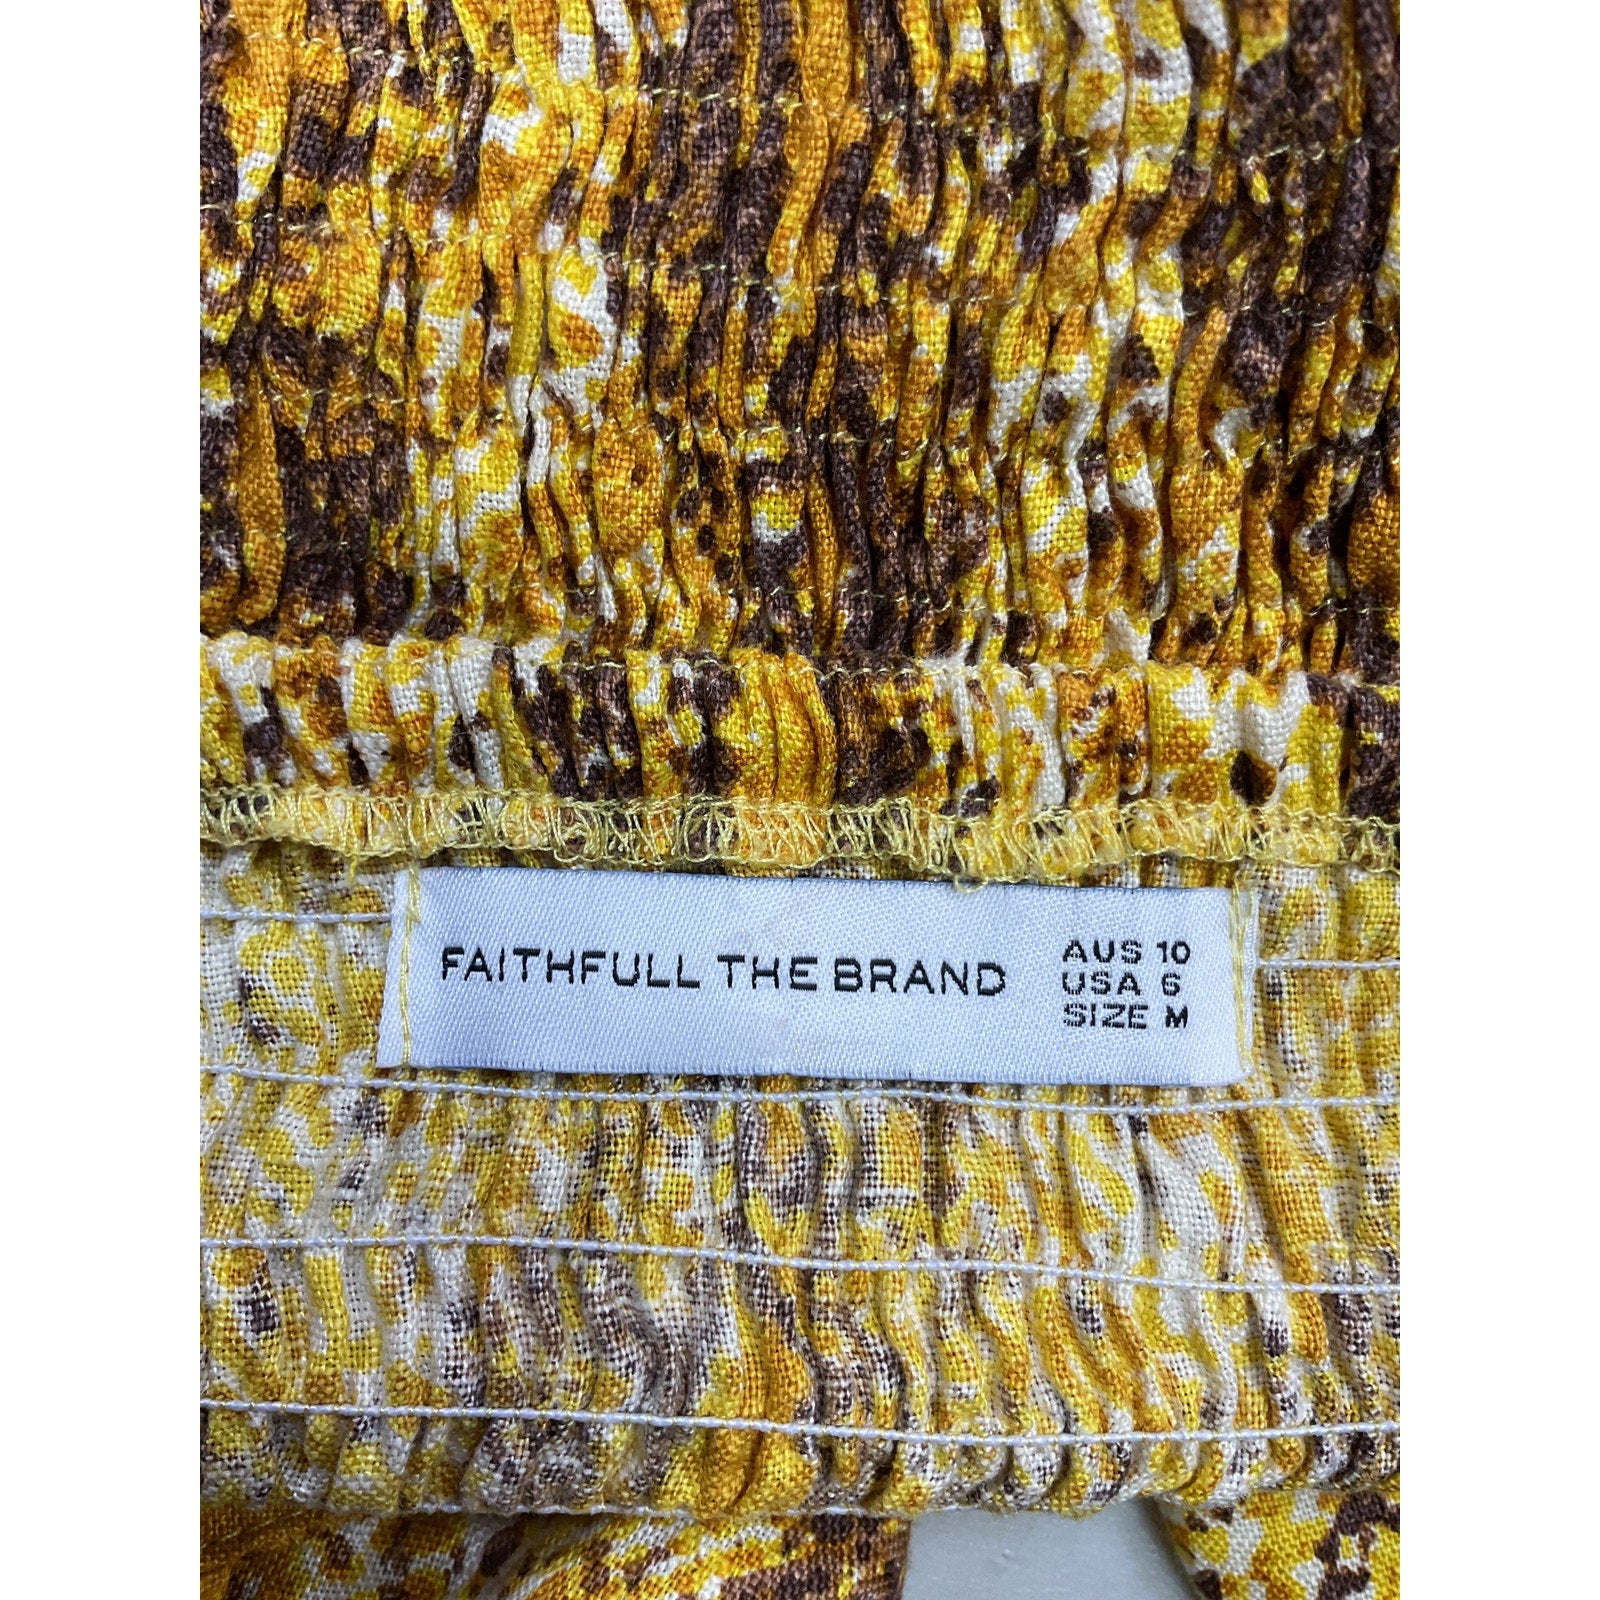 FAITHFULL THE BRAND
AUS 10
USA 6
SIZE M